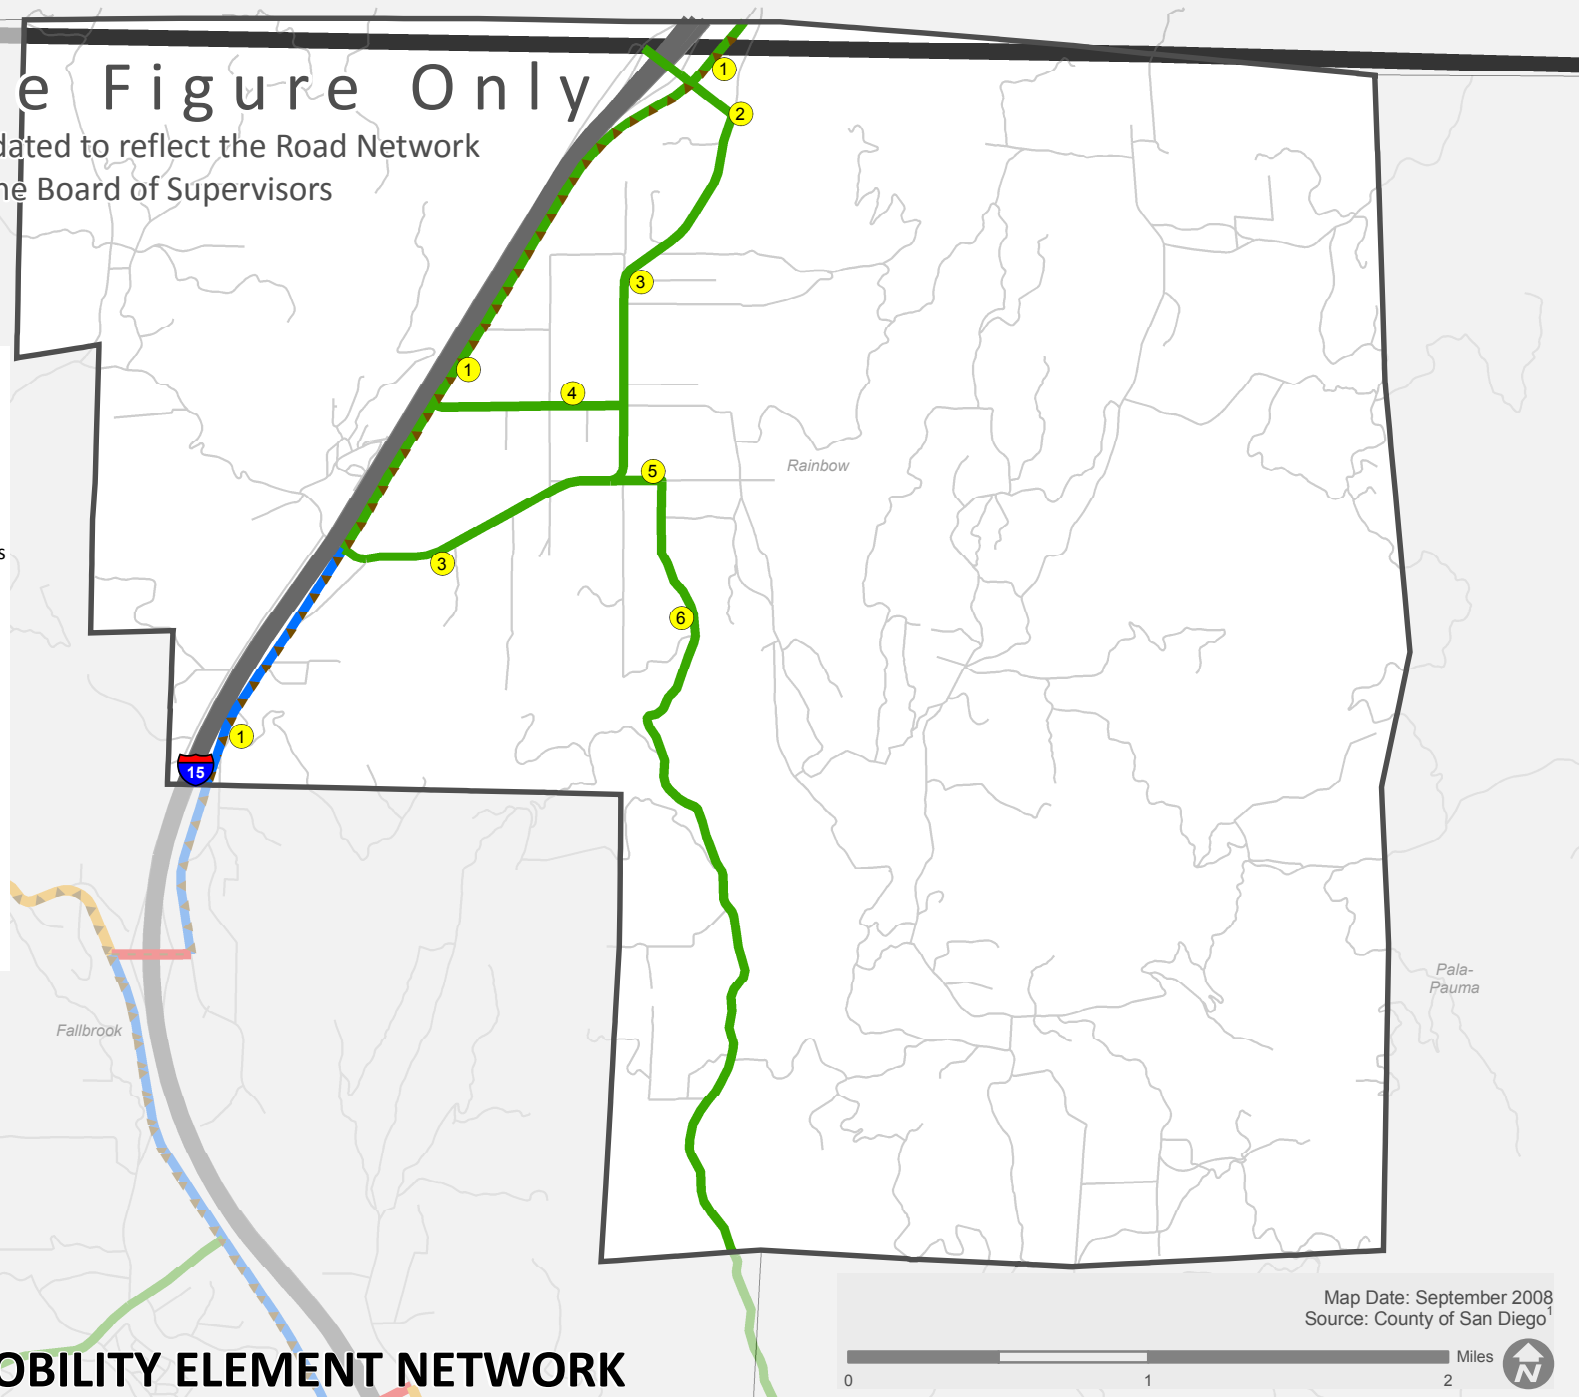 e Figure Only
dated to reflect the Road Network
he Board of Supervisors
1
2
3
1
4
Rainbow
5
s
3
6
1
15
Pala-
Pauma
Fallbrook
Map Date: September 2008
Source: County of San Diego1
OBILITY ELEMENT NETWORK
Miles
N
0 1 2